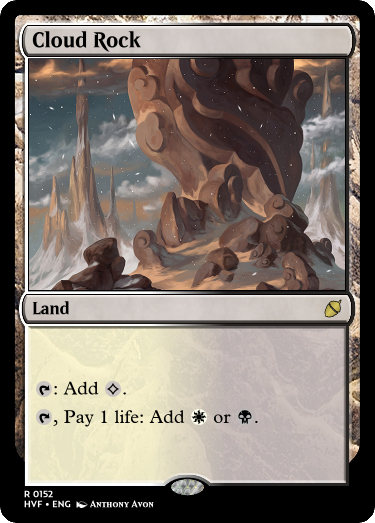 Cloud Rock
Land
: Add .
, Pay 1 life: Add or .
R 0152
HVF • ENG Anthony Avon